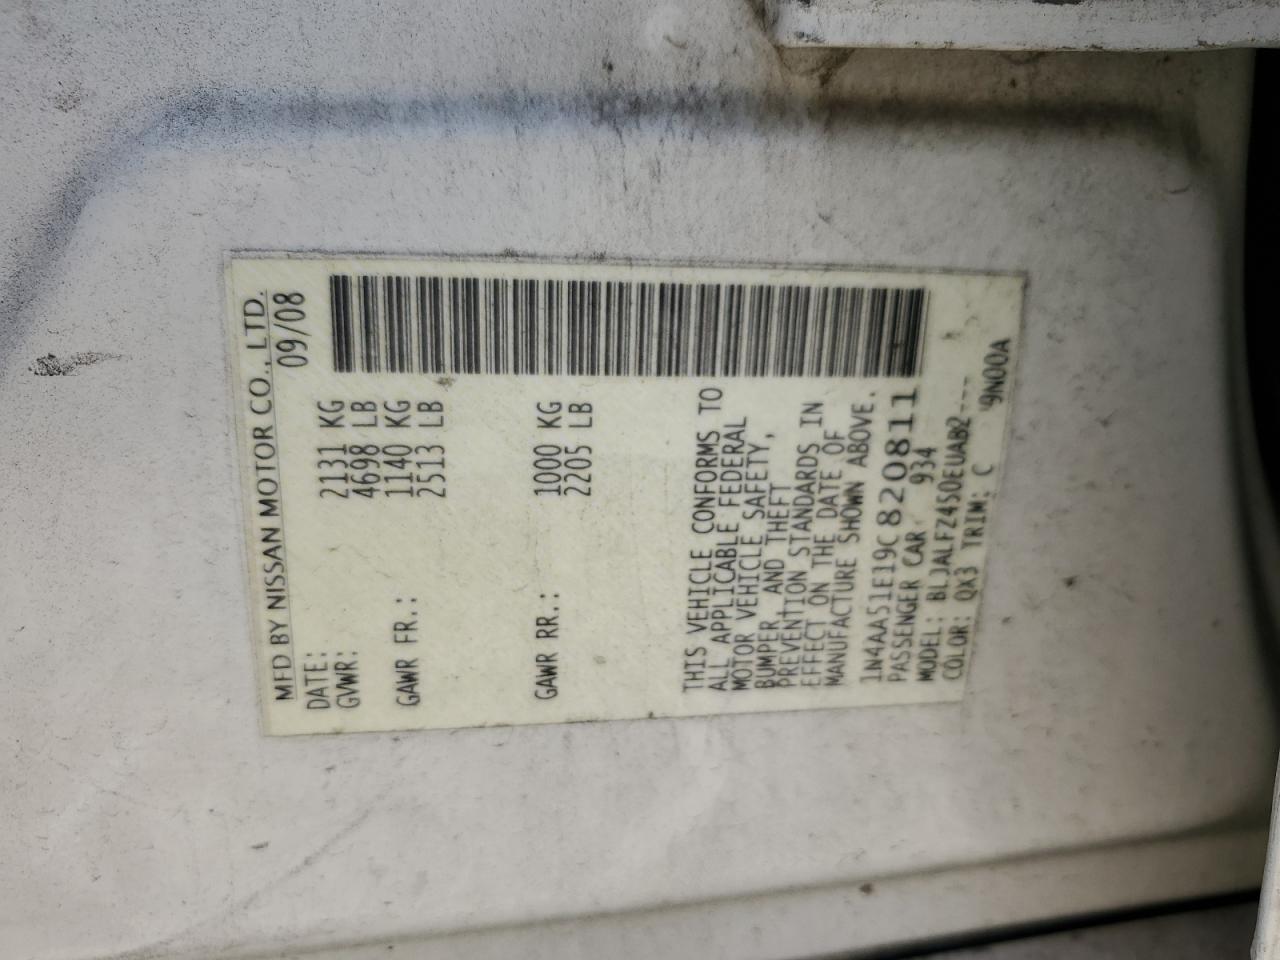 MFD BY NISSAN MOTOR CO., LTD.
DATE: 09/08
GVWR: 2131 KG
4698 LB
GAWR FR.: 1140 KG
2513 LB
GAWR RR.: 1000 KG
2205 LB
THIS VEHICLE CONFORMS TO
ALL APPLICABLE FEDERAL
MOTOR VEHICLE SAFETY,
BUMPER AND THEFT
PREVENTION STANDARDS IN
EFFECT ON THE DATE OF
MANUFACTURE SHOWN ABOVE.
1N4AA51E19C820811
PASSENGER CAR 934
MODEL: BLJALFZ450EUAB2---
COLOR: QX3 TRIM: C 9N00A